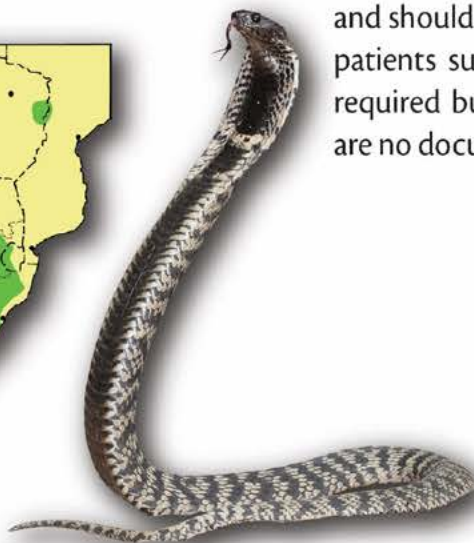 and should
patients su
required bu
are no docu